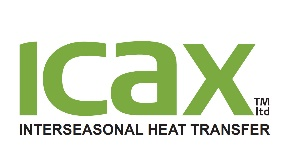 ICax
TM
ltd
INTERSEASONAL HEAT TRANSFER